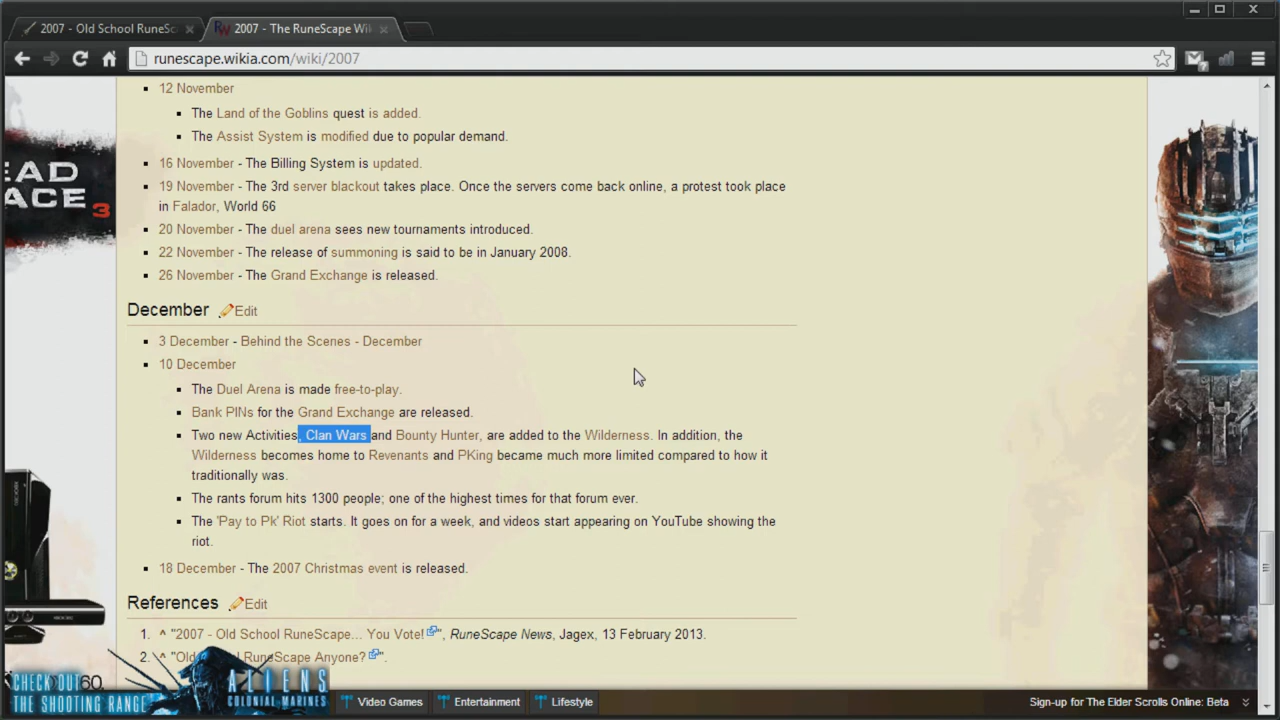 2007 - Old School RuneSc
2007 - The RuneScape Wil
runescape.wikia.com/wiki/2007
12 November
The Land of the Goblins quest is added.
The Assist System is modified due to popular demand.
16 November - The Billing System is updated.
19 November - The 3rd server blackout takes place. Once the servers come back online, a protest took place
in Falador, World 66
20 November - The duel arena sees new tournaments introduced.
22 November - The release of summoning is said to be in January 2008.
26 November - The Grand Exchange is released.
December Edit
3 December - Behind the Scenes - December
10 December
The Duel Arena is made free-to-play.
Bank PINs for the Grand Exchange are released.
Two new Activities, Clan Wars and Bounty Hunter, are added to the Wilderness. In addition, the
Wilderness becomes home to Revenants and PKing became much more limited compared to how it
traditionally was.
The rants forum hits 1300 people; one of the highest times for that forum ever.
The 'Pay to Pk' Riot starts. It goes on for a week, and videos start appearing on YouTube showing the
riot.
18 December - The 2007 Christmas event is released.
References Edit
1. ^ "2007 - Old School RuneScape... You Vote!", RuneScape News, Jagex, 13 February 2013.
2. ^ "Old RuneScape Anyone?".
EAD
ACE 3
60.
CHECK OUT
THE SHOOTING RANGE
ALIENS
COLONIAL MARINES
Video Games
Entertainment
Lifestyle
Sign-up for The Elder Scrolls Online: Beta